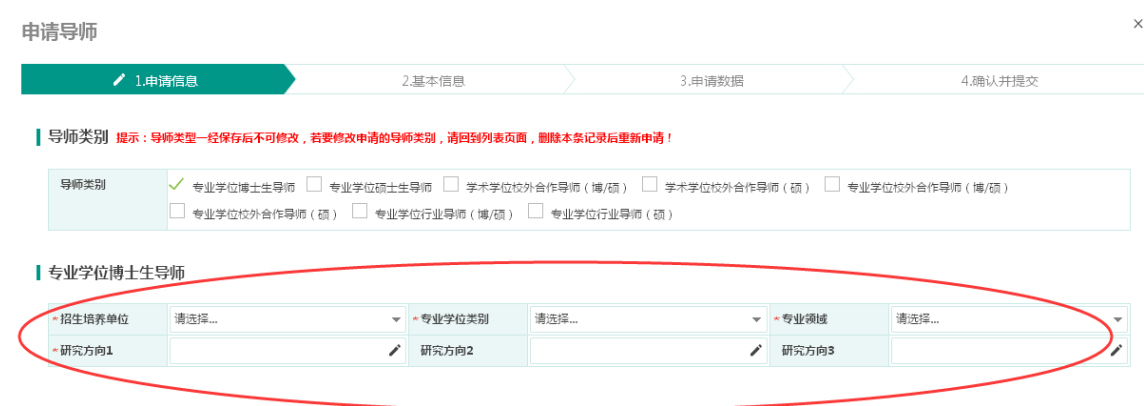 申请导师
1.申请信息 2.基本信息 3.申请数据 4.确认并提交
导师类别 提示：导师类型一经保存后不可修改，若要修改申请的导师类别，请回到列表页面，删除本条记录后重新申请！
导师类别 专业学位博士生导师 专业学位硕士生导师 学术学位校外合作导师（博/硕） 学术学位校外合作导师（硕） 专业学位校外合作导师（博/硕）
专业学位校外合作导师（硕） 专业学位行业导师（博/硕） 专业学位行业导师（硕）
专业学位博士生导师
*招生培养单位 请选择... *专业学位类别 请选择... *专业领域 请选择...
*研究方向1 研究方向2 研究方向3